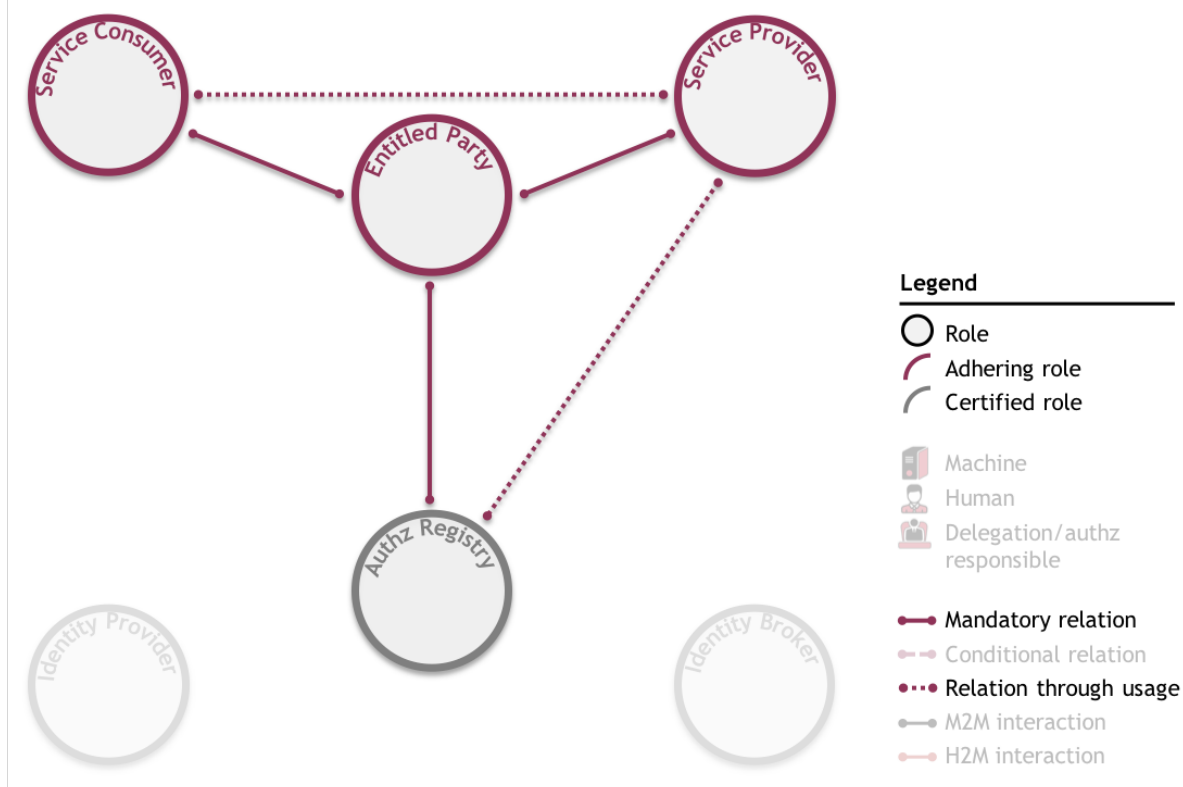 Service Consumer
Service Provider
Entitled Party
Authz Registry
Identity Provider
Identity Broker
Legend
Role
Adhering role
Certified role
Machine
Human
Delegation/authz
responsible
Mandatory relation
Conditional relation
Relation through usage
M2M interaction
H2M interaction